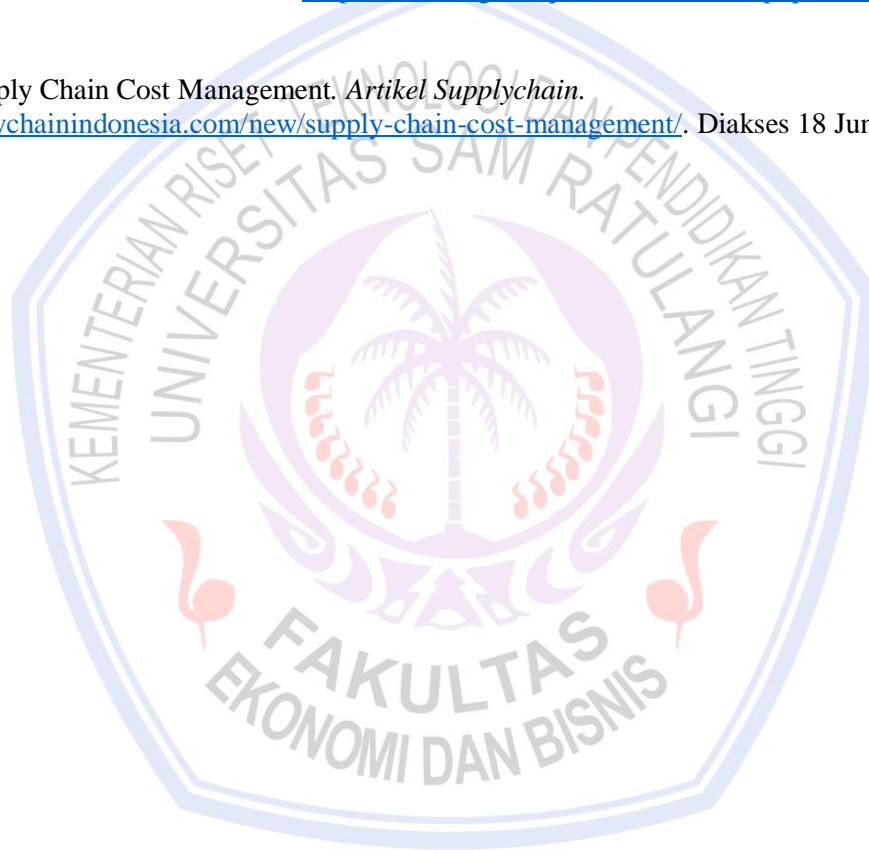 ply Chain Cost Management. Artikel Supplychain.
ychainindonesia.com/new/supply-chain-cost-management/. Diakses 18 Jun
KEMENTERIAN RISET TEKNOLOGI DAN PENDIDIKAN TINGGI
UNIVERSITAS SAM RATULANGI
FAKULTAS
EKONOMI DAN BISNIS